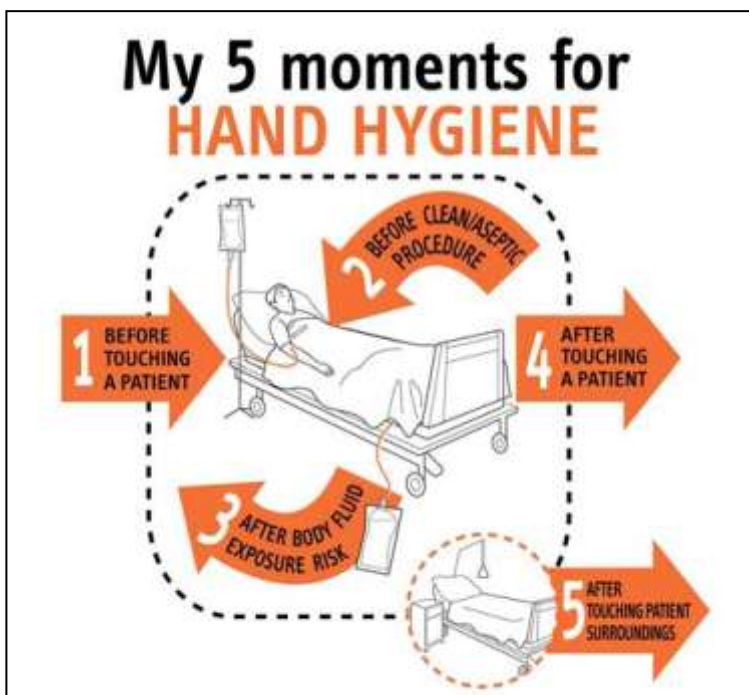 My 5 moments for
HAND HYGIENE
1 BEFORE
TOUCHING
A PATIENT
2 BEFORE CLEAN/ASEPTIC
PROCEDURE
3 AFTER BODY FLUID
EXPOSURE RISK
4 AFTER
TOUCHING
A PATIENT
5 AFTER
TOUCHING PATIENT
SURROUNDINGS